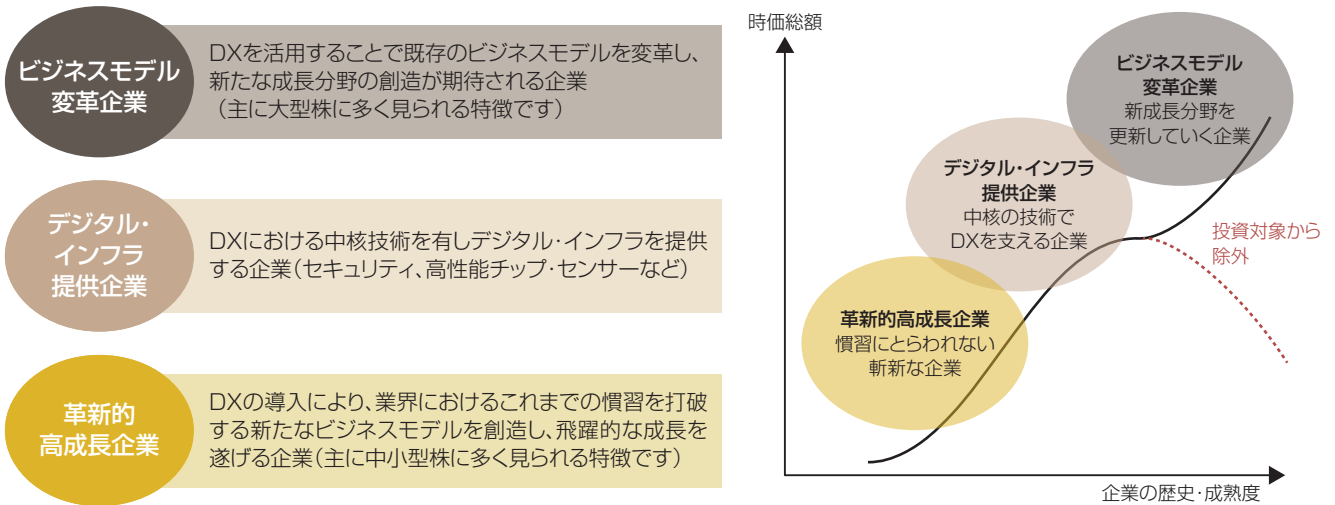 ビジネスモデル
変革企業
DXを活用することで既存のビジネスモデルを変革し、
新たな成長分野の創造が期待される企業
（主に大型株に多く見られる特徴です）
デジタル・
インフラ
提供企業
DXにおける中核技術を有しデジタル・インフラを提供
する企業（セキュリティ、高性能チップ・センサーなど）
革新的
高成長企業
DXの導入により、業界におけるこれまでの慣習を打破
する新たなビジネスモデルを創造し、飛躍的な成長を
遂げる企業（主に中小型株に多く見られる特徴です）
時価総額
ビジネスモデル
変革企業
新成長分野を
更新していく企業
デジタル・インフラ
提供企業
中核の技術で
DXを支える企業
投資対象から
除外
革新的高成長企業
慣習にとらわれない
斬新な企業
企業の歴史・成熟度